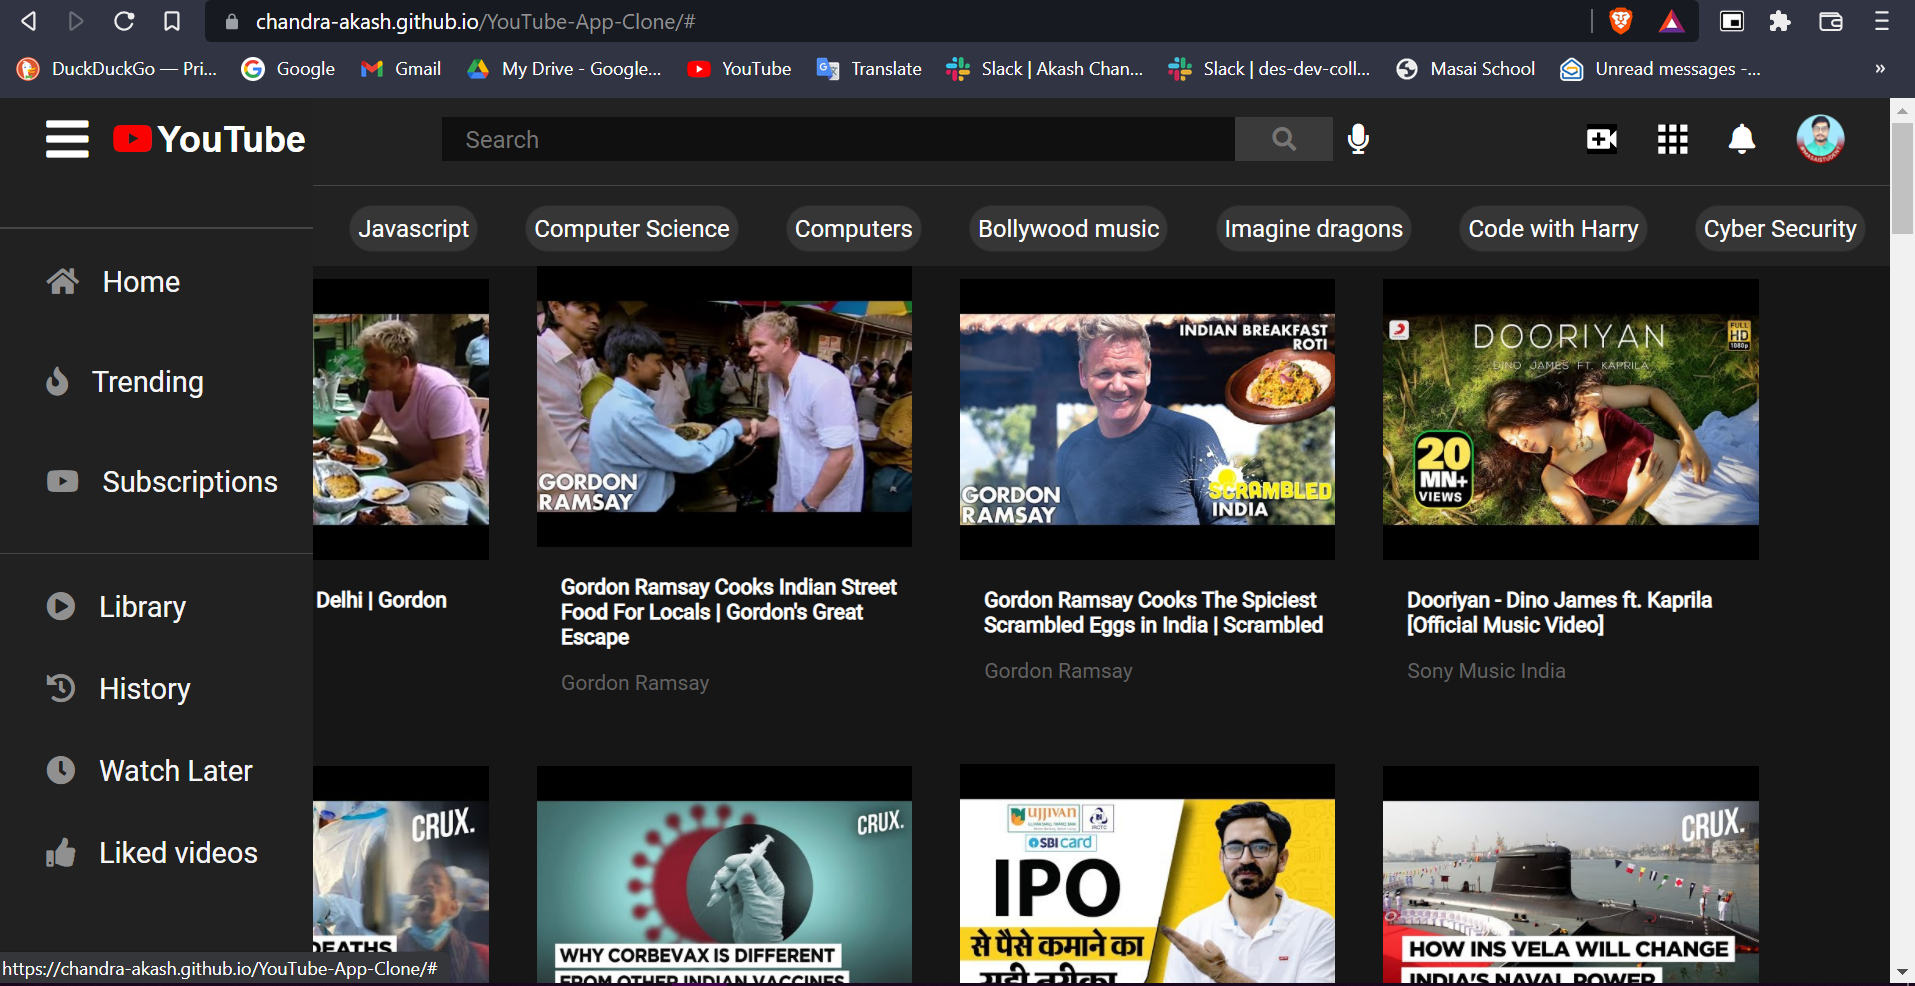 chandra-akash.github.io/YouTube-App-Clone/#
DuckDuckGo — Pri...
Google
Gmail
My Drive - Google...
YouTube
Translate
Slack | Akash Chan...
Slack | des-dev-coll...
Masai School
Unread messages -...
»
YouTube
Search
Javascript
Computer Science
Computers
Bollywood music
Imagine dragons
Code with Harry
Cyber Security
Home
Trending
Subscriptions
Library
History
Watch Later
Liked videos
Delhi | Gordon
GORDON
RAMSAY
Gordon Ramsay Cooks Indian Street
Food For Locals | Gordon's Great
Escape
Gordon Ramsay
INDIAN BREAKFAST
ROTI
GORDON
RAMSAY
SCRAMBLED
INDIA
Gordon Ramsay Cooks The Spiciest
Scrambled Eggs in India | Scrambled
Gordon Ramsay
DOORIYAN
DINO JAMES FT. KAPRILA
FULL
HD
1080p
20
MN+
VIEWS
Dooriyan - Dino James ft. Kaprila
[Official Music Video]
Sony Music India
CRUX.
DEATHS
CRUX.
WHY CORBEVAX IS DIFFERENT
FROM OTHER INDIAN VACCINES
UJJIVAN
IRCTC
SBI card
IPO
से पैसे कमाने का
सही तरीका
CRUX.
HOW INS VELA WILL CHANGE
INDIA'S NAVAL POWER
https://chandra-akash.github.io/YouTube-App-Clone/#